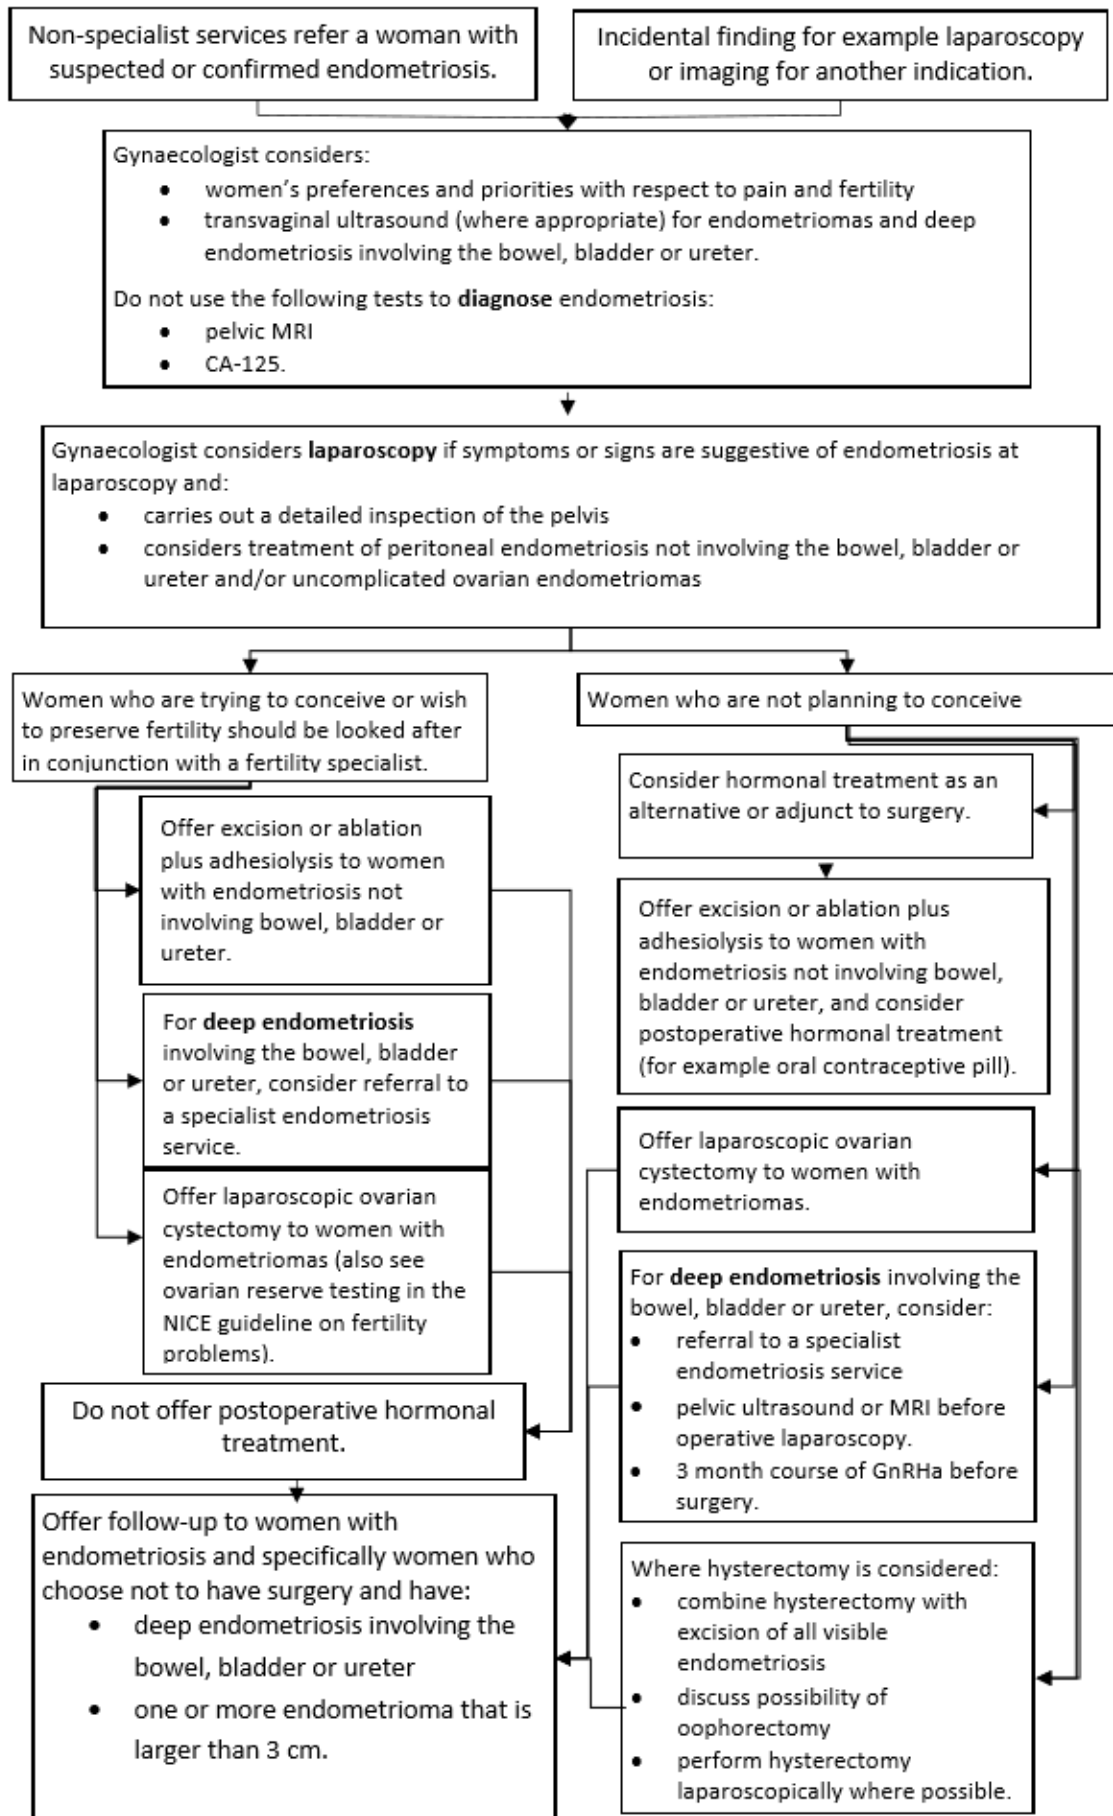 Non-specialist services refer a woman with
suspected or confirmed endometriosis.
Incidental finding for example laparoscopy
or imaging for another indication.
Gynaecologist considers:
• women's preferences and priorities with respect to pain and fertility
• transvaginal ultrasound (where appropriate) for endometriomas and deep
endometriosis involving the bowel, bladder or ureter.
Do not use the following tests to diagnose endometriosis:
• pelvic MRI
• CA-125.
Gynaecologist considers laparoscopy if symptoms or signs are suggestive of endometriosis at
laparoscopy and:
• carries out a detailed inspection of the pelvis
• considers treatment of peritoneal endometriosis not involving the bowel, bladder or
ureter and/or uncomplicated ovarian endometriomas
Women who are trying to conceive or wish
to preserve fertility should be looked after
in conjunction with a fertility specialist.
Offer excision or ablation
plus adhesiolysis to women
with endometriosis not
involving bowel, bladder or
ureter.
For deep endometriosis
involving the bowel, bladder
or ureter, consider referral to
a specialist endometriosis
service.
Offer laparoscopic ovarian
cystectomy to women with
endometriomas (also see
ovarian reserve testing in the
NICE guideline on fertility
problems).
Do not offer postoperative hormonal
treatment.
Offer follow-up to women with
endometriosis and specifically women who
choose not to have surgery and have:
• deep endometriosis involving the
bowel, bladder or ureter
• one or more endometrioma that is
larger than 3 cm.
Women who are not planning to conceive
Consider hormonal treatment as an
alternative or adjunct to surgery.
Offer excision or ablation plus
adhesiolysis to women with
endometriosis not involving bowel,
bladder or ureter, and consider
postoperative hormonal treatment
(for example oral contraceptive pill).
Offer laparoscopic ovarian
cystectomy to women with
endometriomas.
For deep endometriosis involving the
bowel, bladder or ureter, consider:
• referral to a specialist
endometriosis service
• pelvic ultrasound or MRI before
operative laparoscopy.
• 3 month course of GnRHa before
surgery.
Where hysterectomy is considered:
• combine hysterectomy with
excision of all visible
endometriosis
• discuss possibility of
oophorectomy
• perform hysterectomy
laparoscopically where possible.